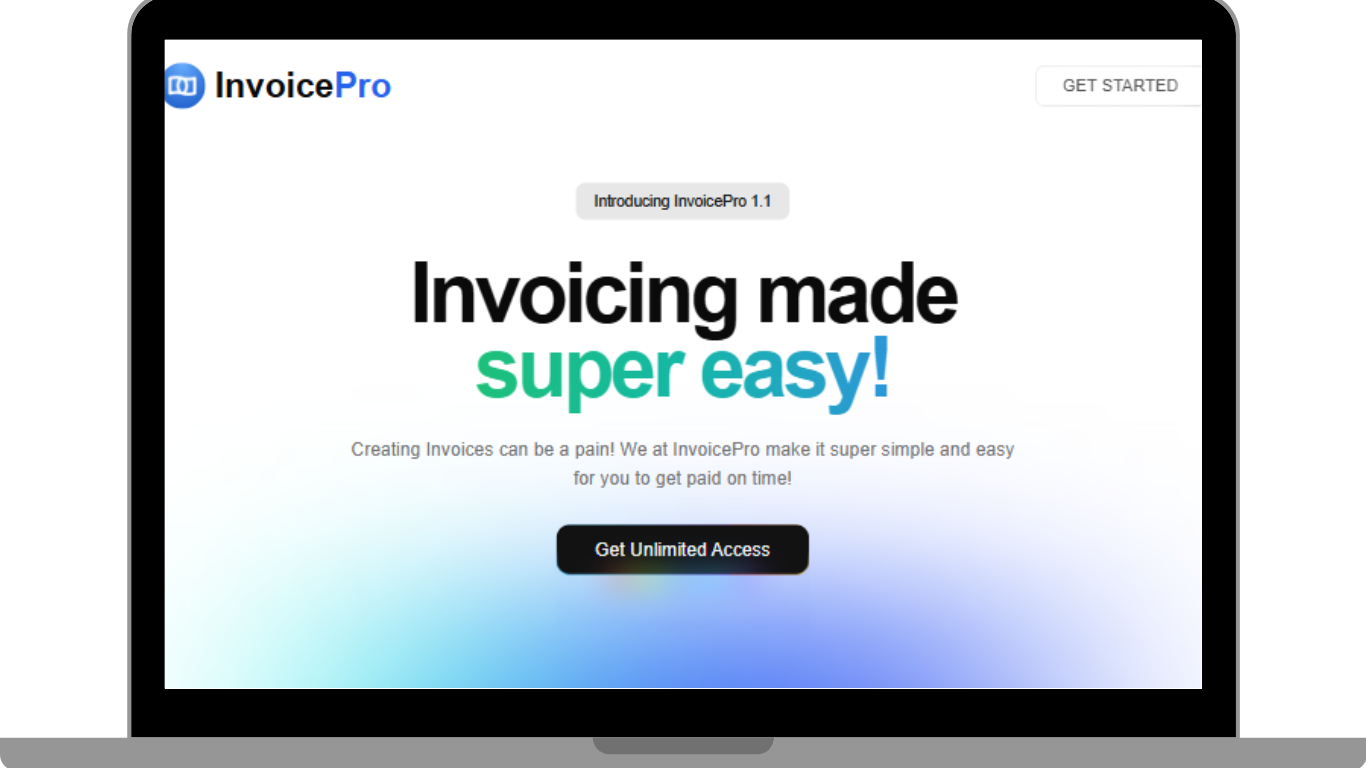 InvoicePro
GET STARTED
Introducing InvoicePro 1.1
Invoicing made
super easy!
Creating Invoices can be a pain! We at InvoicePro make it super simple and easy
for you to get paid on time!
Get Unlimited Access